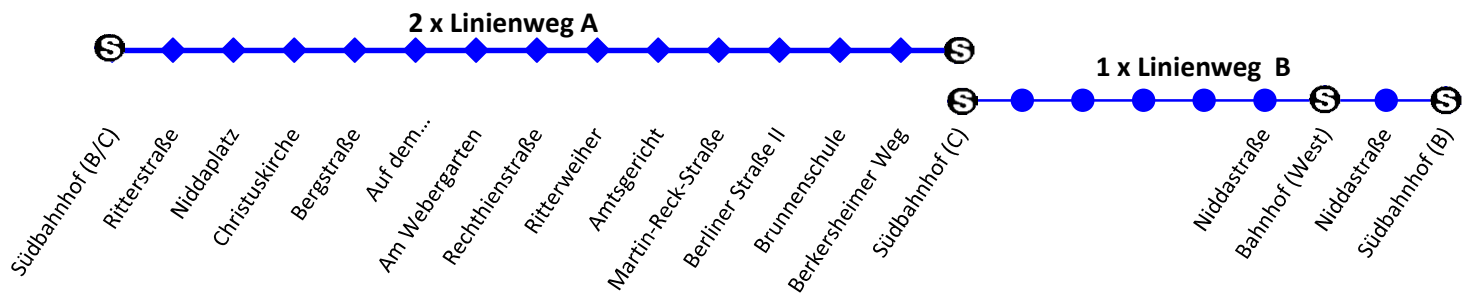 2 x Linienweg A
1 x Linienweg B
S
S
S
S
S
Südbahnhof (B/C)
Ritterstraße
Niddaplatz
Christuskirche
Bergstraße
Auf dem...
Am Webergarten
Rechthienstraße
Ritterweiher
Amtsgericht
Martin-Reck-Straße
Berliner Straße II
Brunnenschule
Berkersheimer Weg
Südbahnhof (C)
Niddastraße
Bahnhof (West)
Niddastraße
Südbahnhof (B)